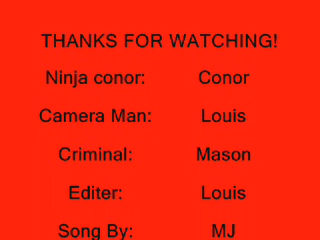 THANKS FOR WATCHING!
Ninja conor: Conor
Camera Man: Louis
Criminal: Mason
Editer: Louis
Song By: MJ